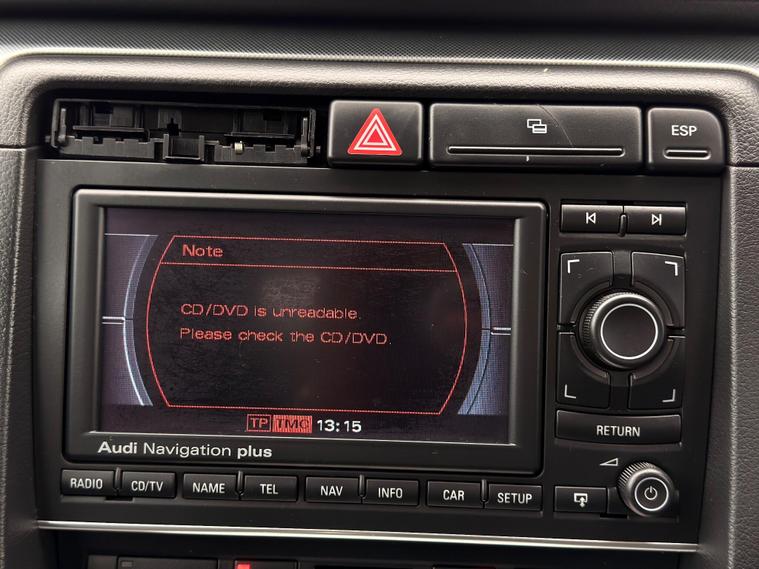 ESP
Note
CD/DVD is unreadable.
Please check the CD/DVD.
TP TMC 13:15
Audi Navigation plus
RETURN
RADIO CD/TV NAME TEL NAV INFO CAR SETUP